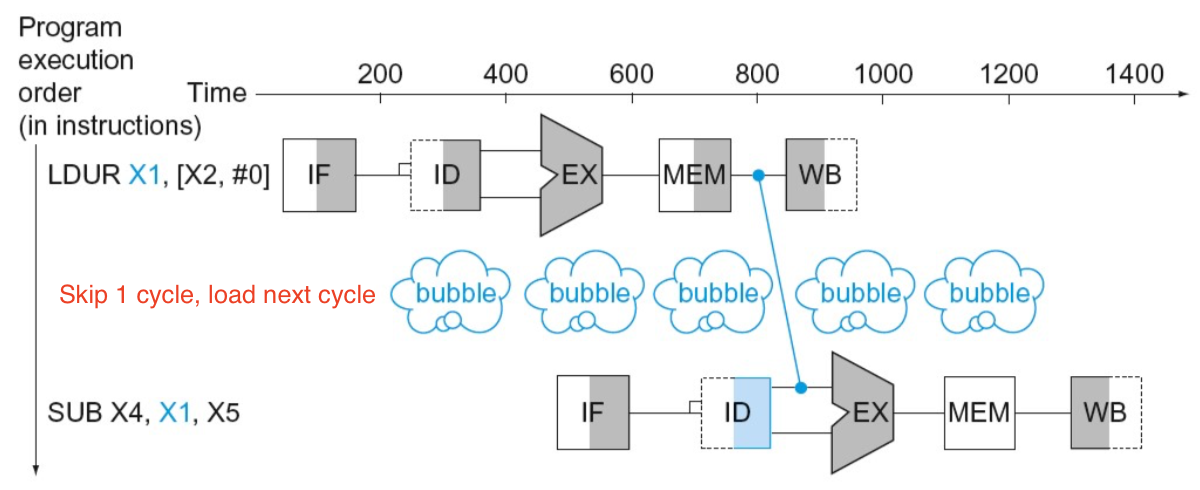 Program
execution
order
(in instructions)
Time
200 400 600 800 1000 1200 1400
LDUR X1, [X2, #0] IF ID EX MEM WB
Skip 1 cycle, load next cycle bubble bubble bubble bubble bubble
SUB X4, X1, X5 IF ID EX MEM WB